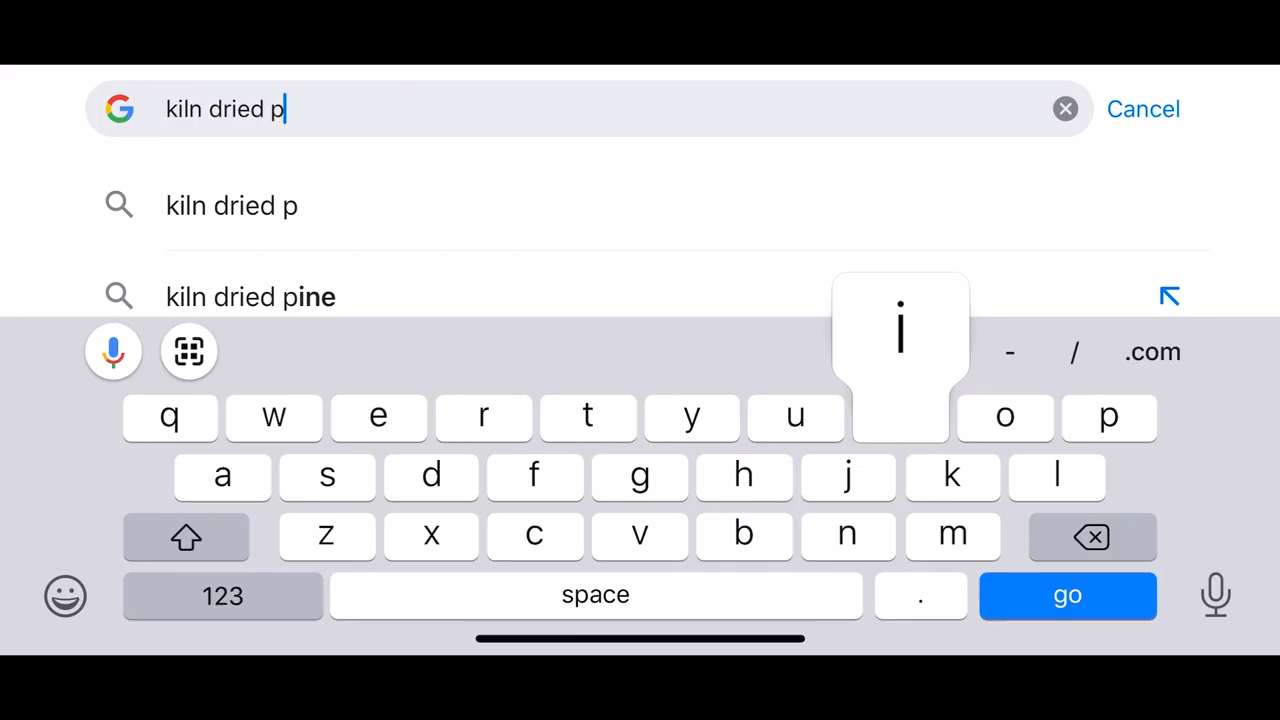 kiln dried p
Cancel
kiln dried p
kiln dried pine
i
- / .com
q w e r t y u o p
a s d f g h j k l
z x c v b n m
123 space . go